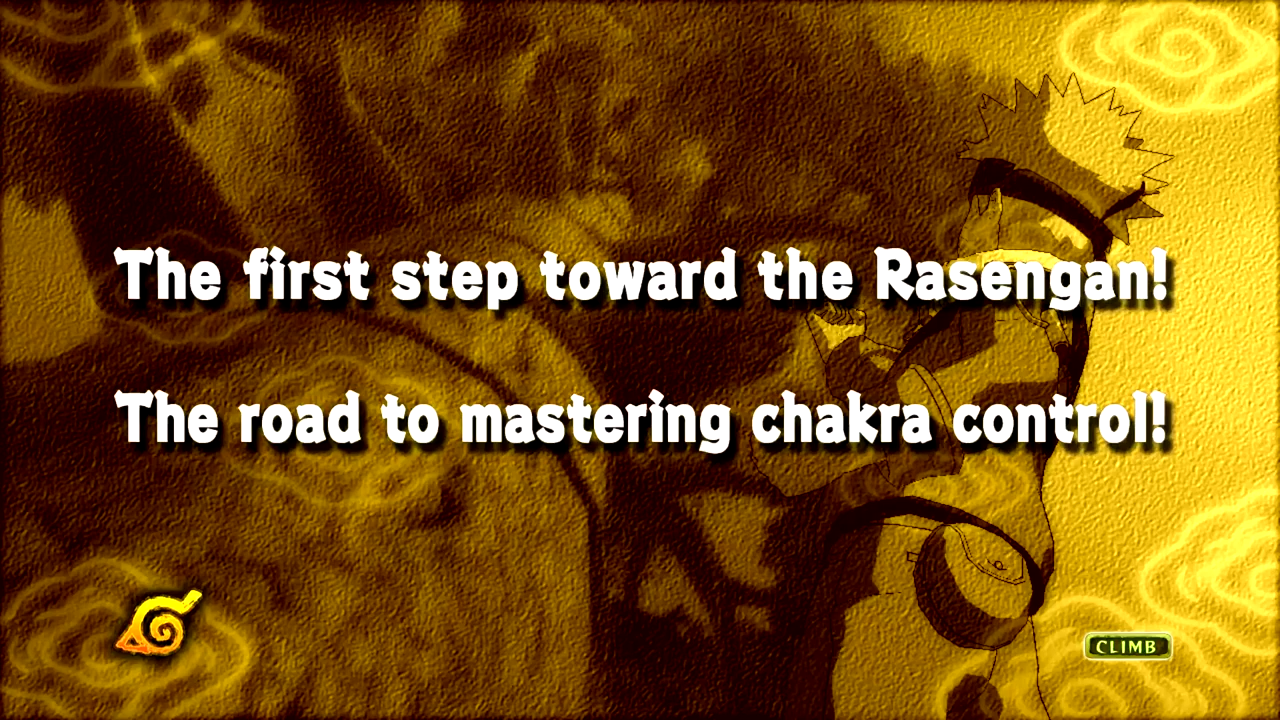 The first step toward the Rasengan!
The road to mastering chakra control!
CLIMB